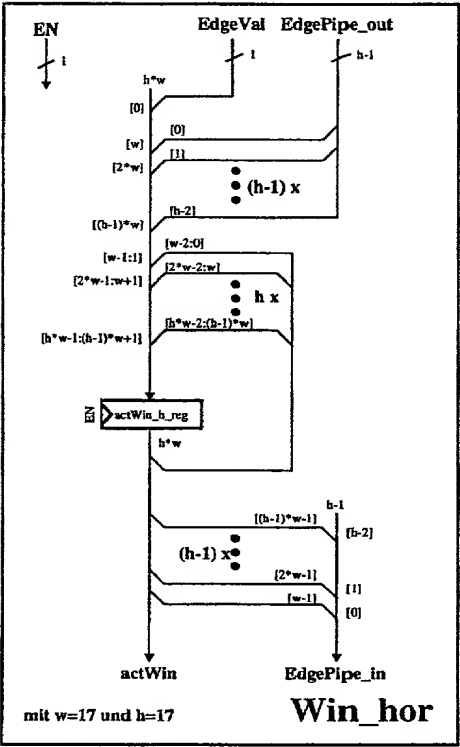 EN
EdgeVal
EdgePipe_out
1
1
h-1
h*w
[0]
[0]
[w]
[1]
[2*w]
(h-1) x
[h-2]
[(h-1)*w]
[w-2:0]
[w-1:1]
[2*w-2:w]
[2*w-1:w+1]
h x
[h*w-2:(h-1)*w]
[h*w-1:(h-1)*w+1]
EN
actWin_h_reg
h*w
h-1
[(h-1)*w-1]
[h-2]
(h-1) x
[2*w-1]
[1]
[w-1]
[0]
actWin
EdgePipe_in
mit w=17 und h=17
Win_hor